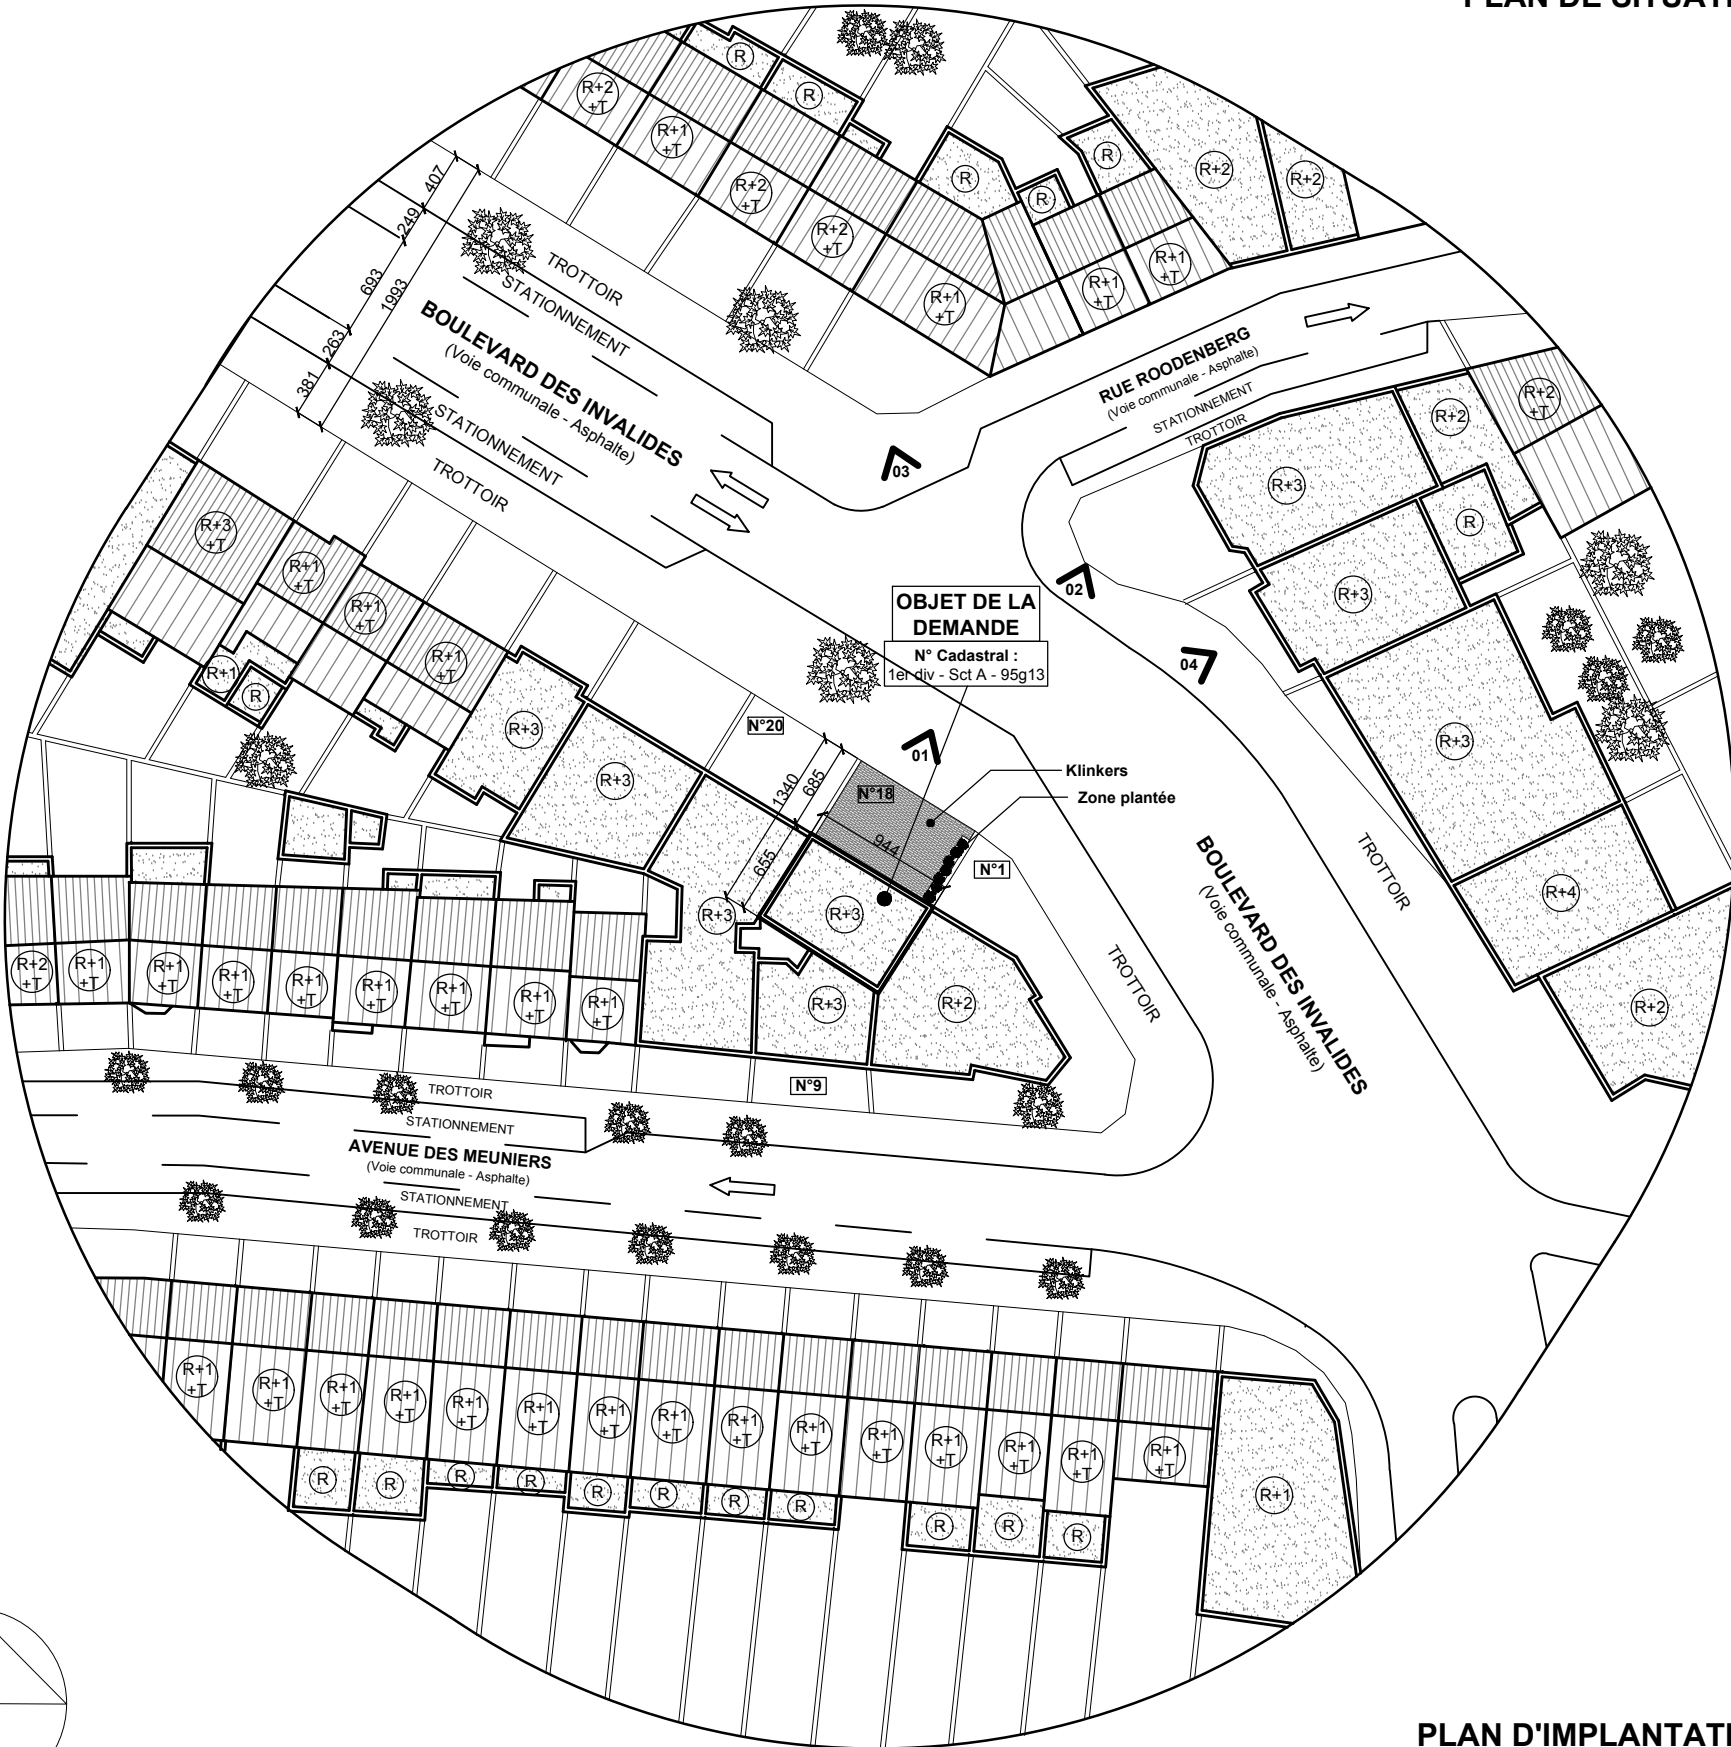 R
R
R+2
+T
R+1
+T
R+2
+T
R+2
+T
R+1
+T
R
R
R
R+2
R+2
R+1
+T
R+1
+T
407
249
693
1993
263
381
TROTTOIR
STATIONNEMENT
BOULEVARD DES INVALIDES
(Voie communale - Asphalte)
STATIONNEMENT
TROTTOIR
RUE ROODENBERG
(Voie communale - Asphalte)
STATIONNEMENT
TROTTOIR
03
02
04
01
R+2
+T
R+2
R+3
R
R+3
R+3
R+4
R+2
OBJET DE LA
DEMANDE
N° Cadastral :
1er div - Sct A - 95g13
R+3
+T
R+1
+T
R+1
+T
R+1
+T
R+1
R
R+3
R+3
N°20
1340
685
655
944
N°18
Klinkers
Zone plantée
N°1
R+3
R+3
R+3
R+2
N°9
TROTTOIR
TROTTOIR
BOULEVARD DES INVALIDES
(Voie communale - Asphalte)
R+2
+T
R+1
+T
R+1
+T
R+1
+T
R+1
+T
R+1
+T
R+1
+T
R+1
+T
R+1
+T
TROTTOIR
STATIONNEMENT
AVENUE DES MEUNIERS
(Voie communale - Asphalte)
STATIONNEMENT
TROTTOIR
R+1
+T
R+1
+T
R+1
+T
R+1
+T
R+1
+T
R+1
+T
R+1
+T
R+1
+T
R+1
+T
R+1
+T
R+1
+T
R+1
+T
R+1
+T
R+1
+T
R+1
+T
R+1
R
R
R
R
R
R
R
R
R
R
R
PLAN D'IMPLANTATI